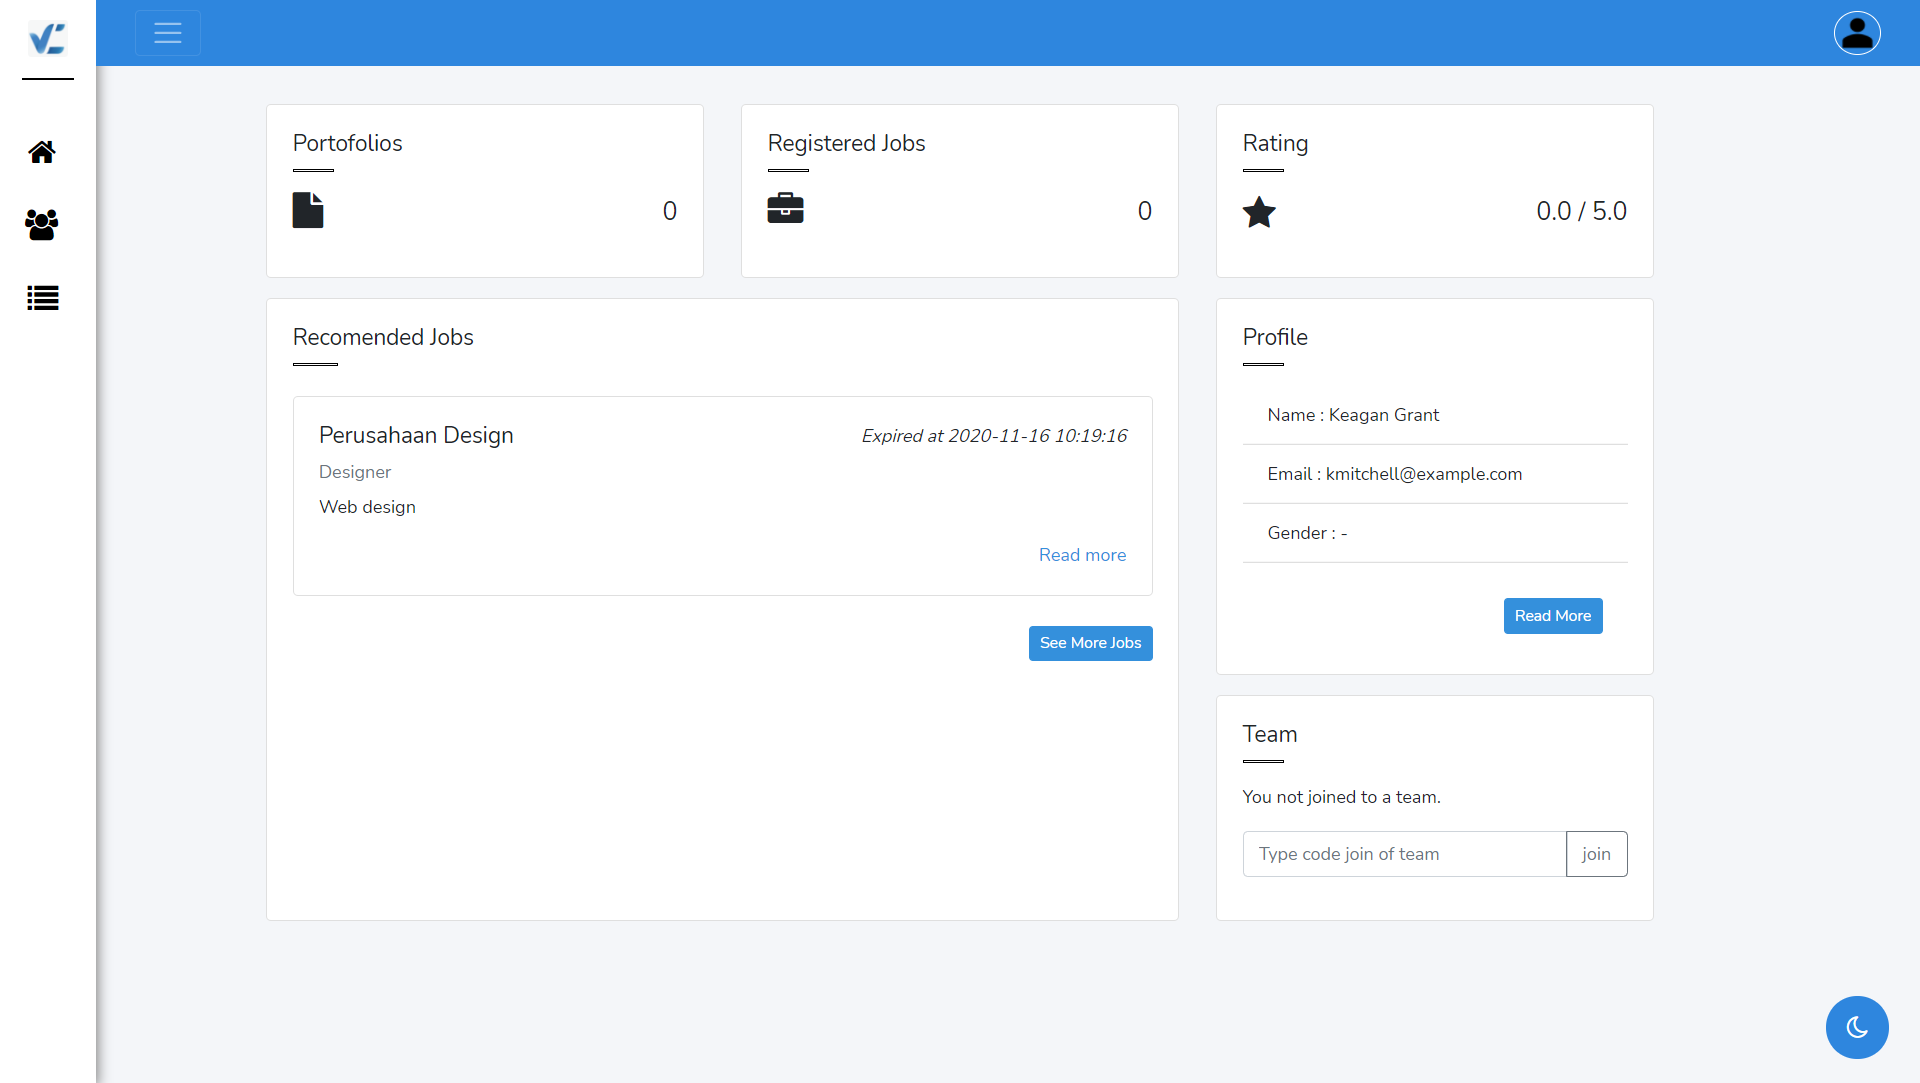 Portofolios
0
Registered Jobs
0
Rating
0.0 / 5.0
Recomended Jobs
Perusahaan Design
Expired at 2020-11-16 10:19:16
Designer
Web design
Read more
See More Jobs
Profile
Name : Keagan Grant
Email : kmitchell@example.com
Gender : -
Read More
Team
You not joined to a team.
Type code join of team
join